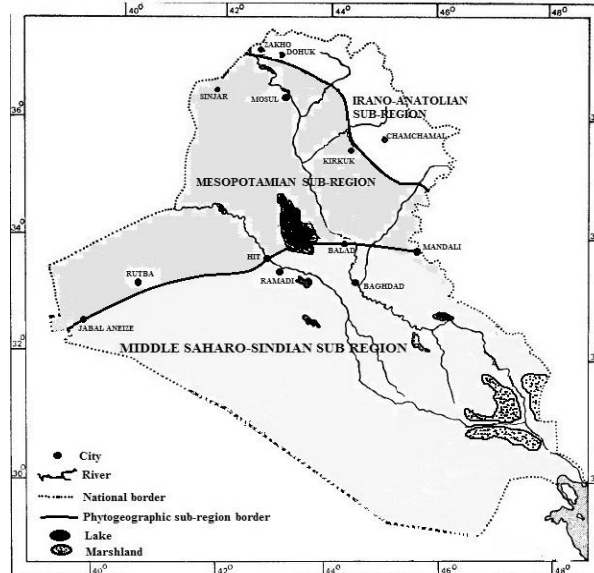 40° 42° 44° 46°
ZAKHO
DOHUK
SINJAR
MOSUL
IRANO-ANATOLIAN
SUB-REGION
36°
CHAMCHAMAL
KIRKUK
MESOPOTAMIAN SUB-REGION
34°
HIT
BALAD
MANDALI
RUTBA
RAMADI
BAGHDAD
JABAL ANEIZE
32°
MIDDLE SAHARO-SINDIAN SUB REGION
City
River
30°
National border
Phytogeographic sub-region border
Lake
Marshland
40° 42° 44° 46° 48°